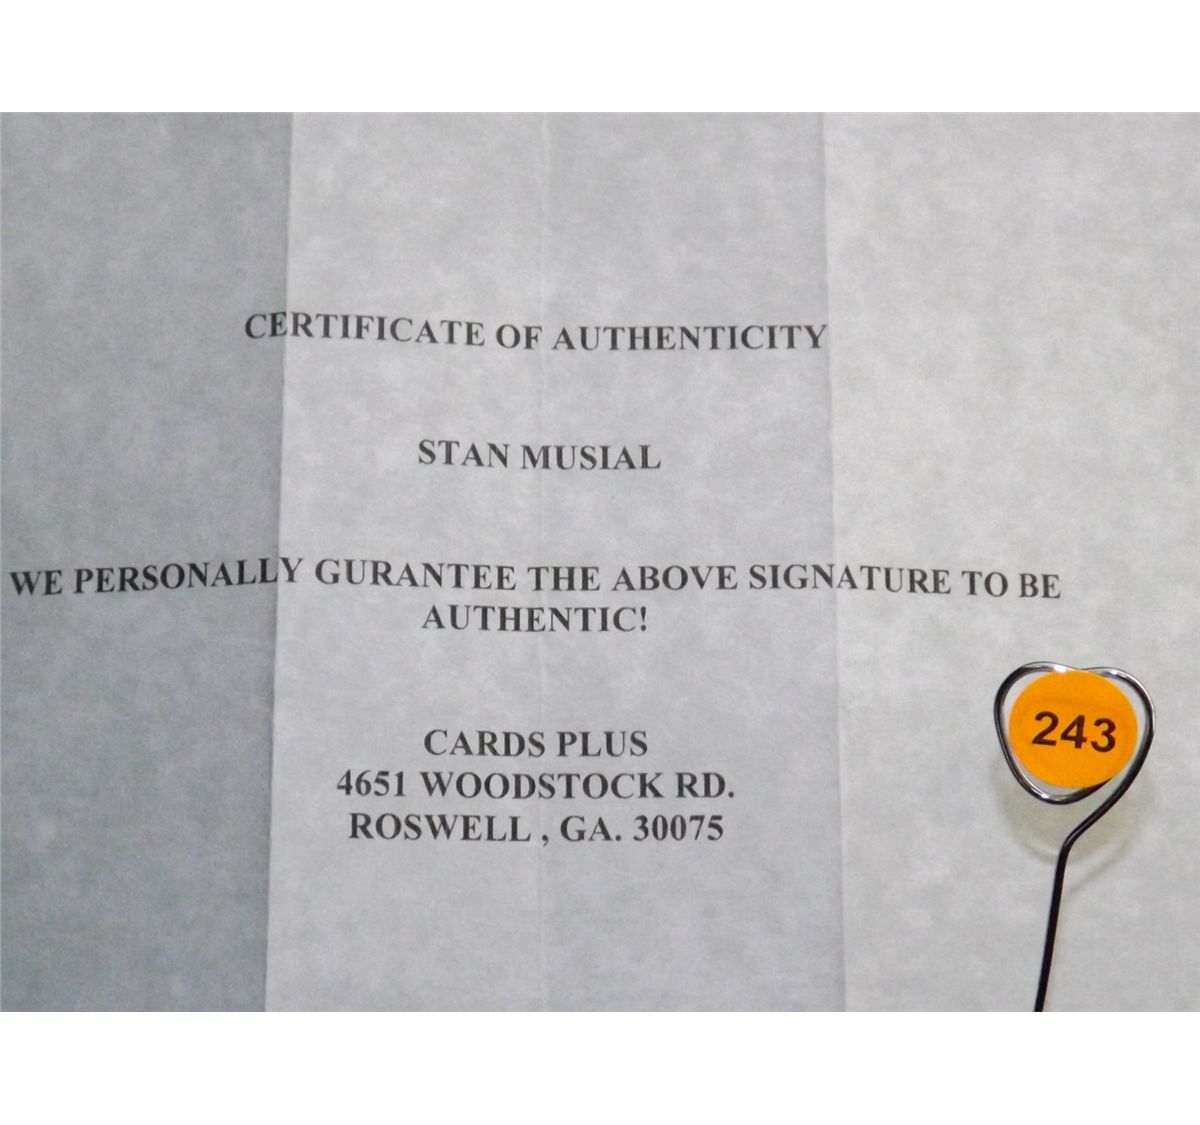 CERTIFICATE OF AUTHENTICITY
STAN MUSIAL
WE PERSONALLY GURANTEE THE ABOVE SIGNATURE TO BE
AUTHENTIC!
CARDS PLUS
4651 WOODSTOCK RD.
ROSWELL , GA. 30075
243